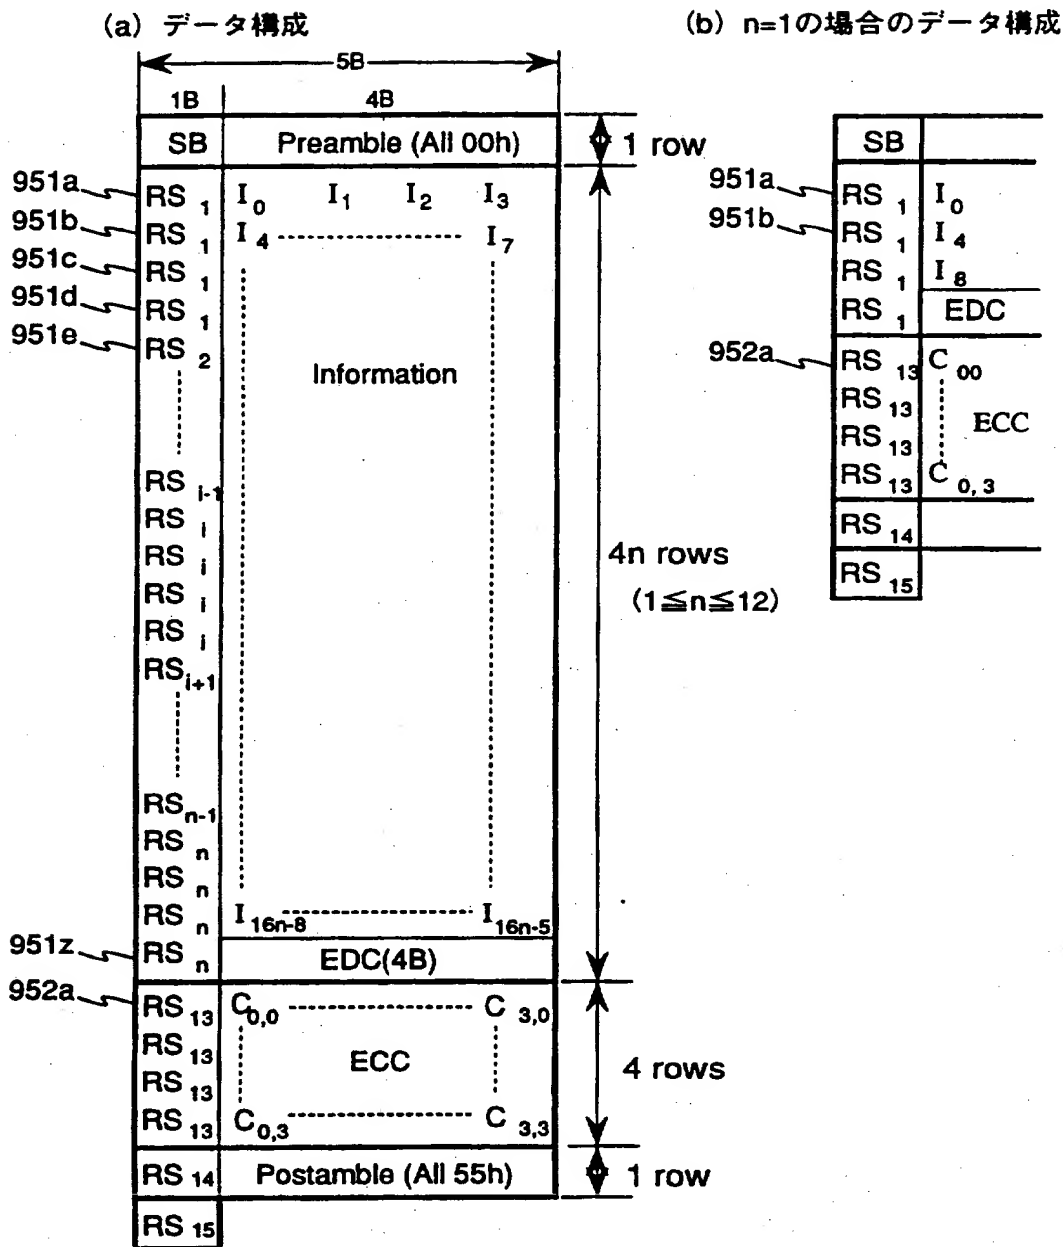 (a) データ構成
5B
1B 4B
SB Preamble (All 00h) 1 row
951a RS 1 I0 I1 I2 I3
951b RS 1 I4 I7
951c RS 1
951d RS 1
951e RS 2
Information
RS i-1
RS i
RS i
RS i
RS i
RS i+1
4n rows
(1≦n≦12)
RS n-1
RS n
RS n
RS n I16n-8 I16n-5
951z RS n EDC(4B)
952a RS 13 C0,0 C 3,0
RS 13
ECC
RS 13
4 rows
RS 13 C0,3 C 3,3
RS 14 Postamble (All 55h) 1 row
RS 15
(b) n=1の場合のデータ構成
SB
951a RS 1 I0
951b RS 1 I4
RS 1 I8
RS 1 EDC
952a RS 13 C 00
RS 13
ECC
RS 13
RS 13 C 0,3
RS 14
RS 15